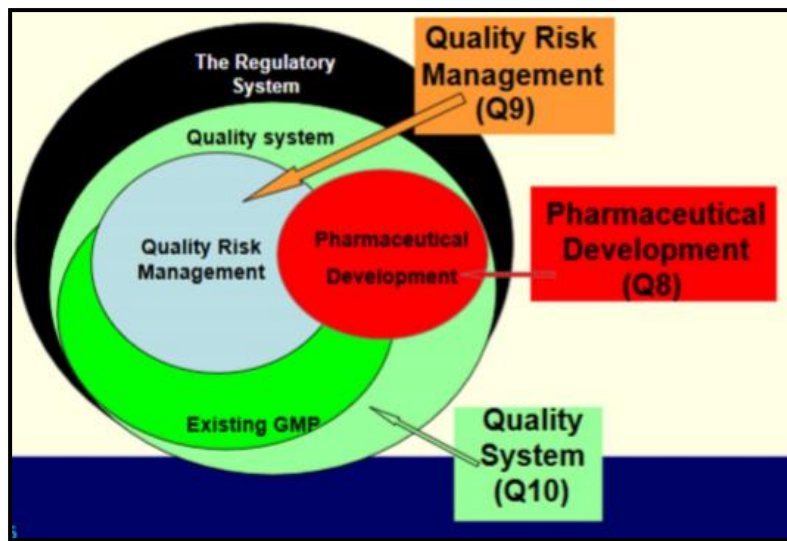 The Regulatory
System
Quality Risk
Management
(Q9)
Quality system
Quality Risk
Management
Pharmaceutical
Development
Pharmaceutical
Development
(Q8)
Existing GMP
Quality
System
(Q10)